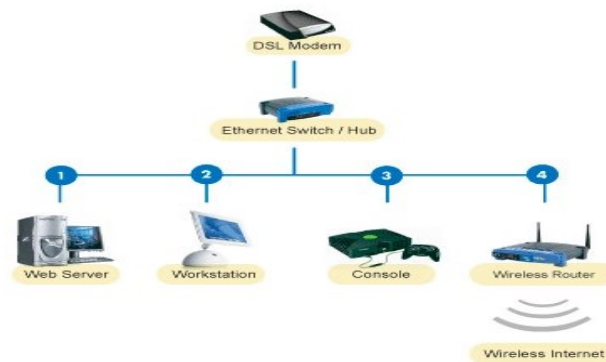 DSL Modem
Ethernet Switch / Hub
1 2 3 4
Web Server Workstation Console Wireless Router
Wireless Internet